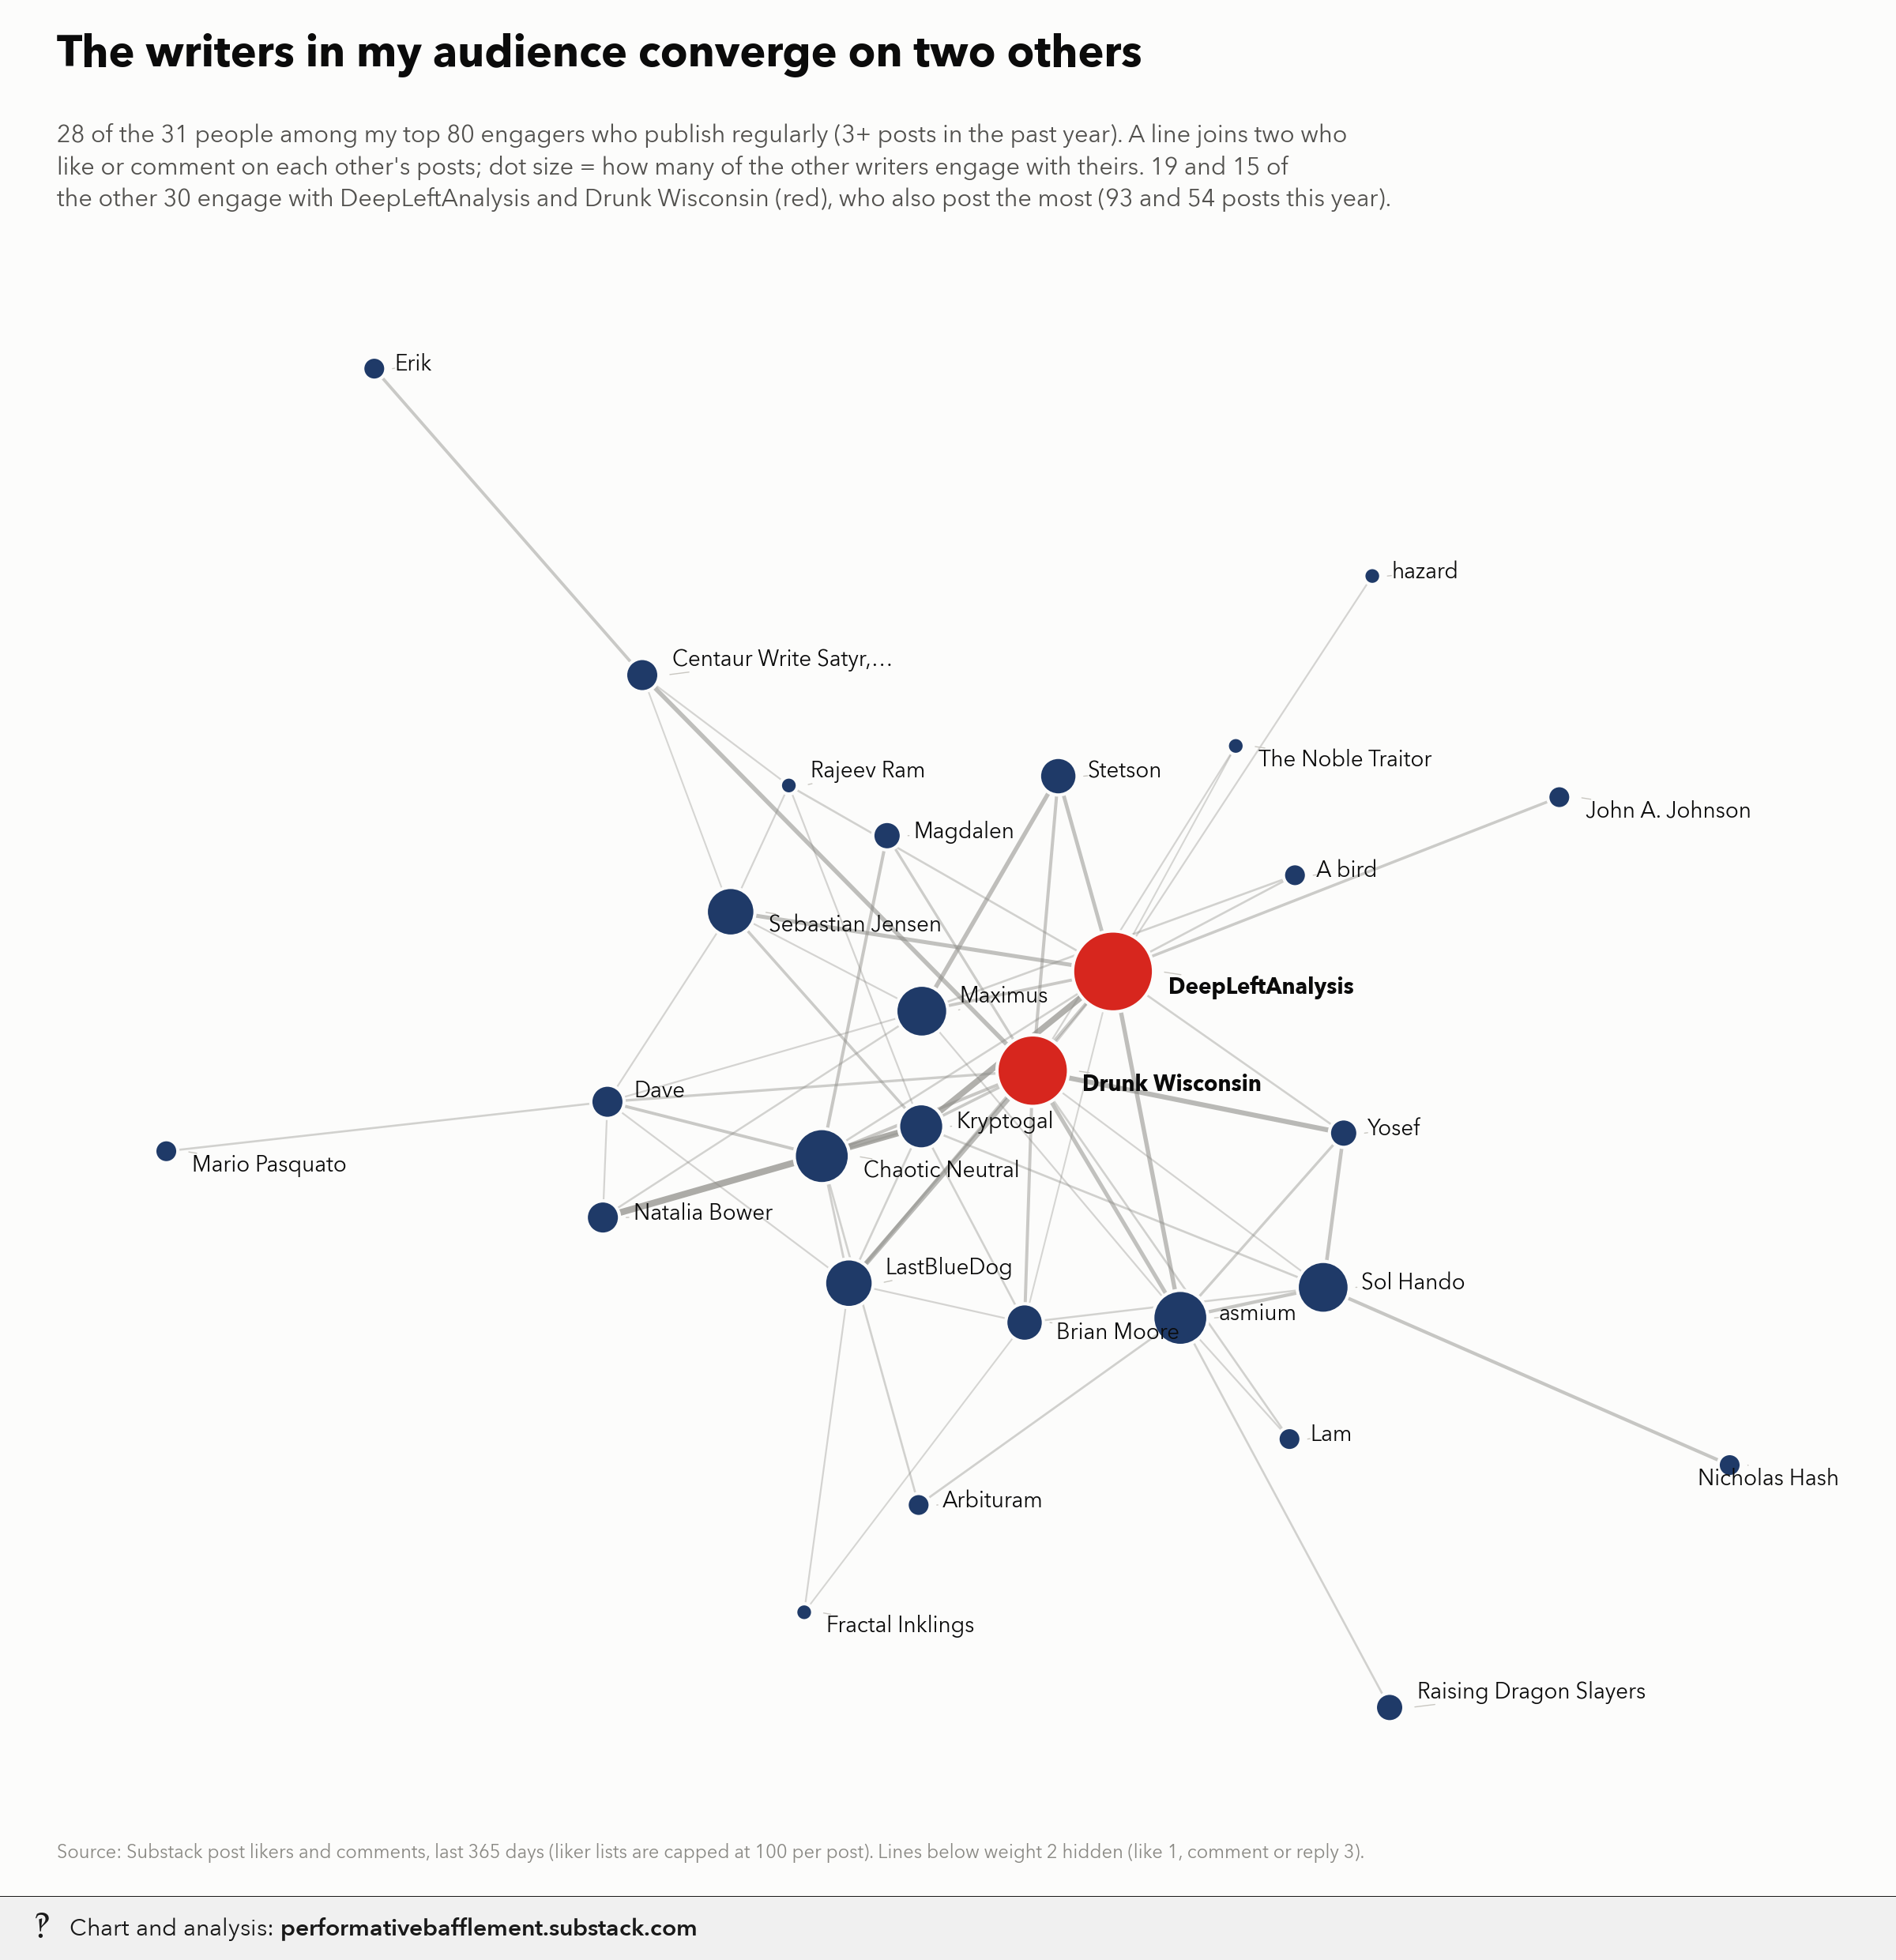 The writers in my audience converge on two others
28 of the 31 people among my top 80 engagers who publish regularly (3+ posts in the past year). A line joins two who
like or comment on each other's posts; dot size = how many of the other writers engage with theirs. 19 and 15 of
the other 30 engage with DeepLeftAnalysis and Drunk Wisconsin (red), who also post the most (93 and 54 posts this year).
Erik
hazard
Centaur Write Satyr,…
The Noble Traitor
Rajeev Ram
Stetson
John A. Johnson
Magdalen
A bird
Sebastian Jensen
DeepLeftAnalysis
Maximus
Drunk Wisconsin
Dave
Kryptogal
Yosef
Mario Pasquato
Chaotic Neutral
Natalia Bower
LastBlueDog
Sol Hando
asmium
Brian Moore
Lam
Nicholas Hash
Arbituram
Fractal Inklings
Raising Dragon Slayers
Source: Substack post likers and comments, last 365 days (liker lists are capped at 100 per post). Lines below weight 2 hidden (like 1, comment or reply 3).
‽ Chart and analysis: performativebafflement.substack.com